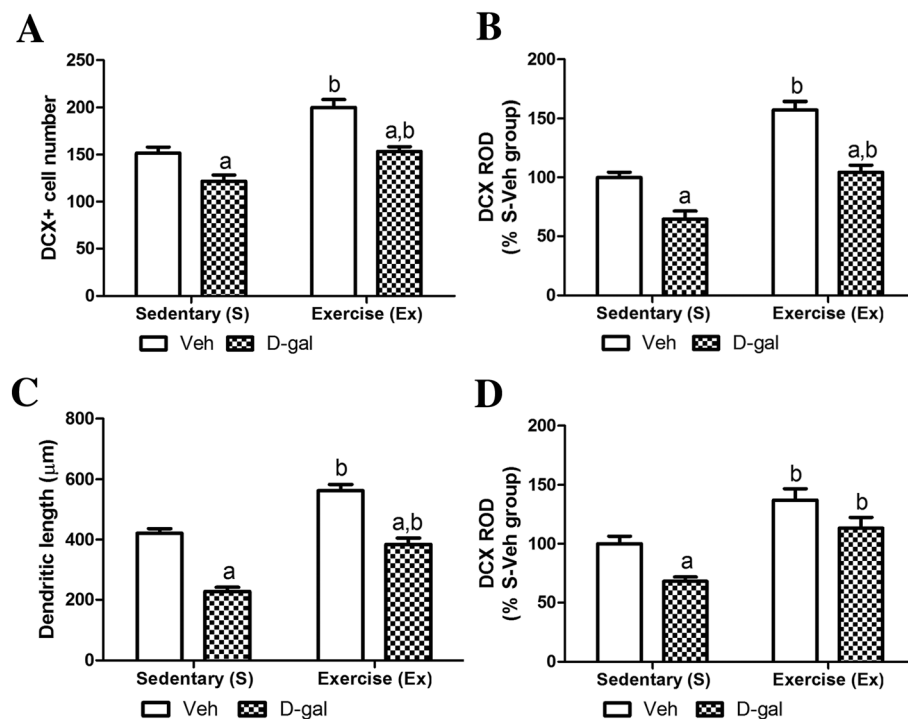 A
DCX+ cell number
250
200
150
100
50
0
a
b
a,b
Sedentary (S) Exercise (Ex)
Veh D-gal
B
DCX ROD
(% S-Veh group)
200
150
100
50
0
a
b
a,b
Sedentary (S) Exercise (Ex)
Veh D-gal
C
Dendritic length (μm)
800
600
400
200
0
a
b
a,b
Sedentary (S) Exercise (Ex)
Veh D-gal
D
DCX ROD
(% S-Veh group)
200
150
100
50
0
a
b
b
Sedentary (S) Exercise (Ex)
Veh D-gal